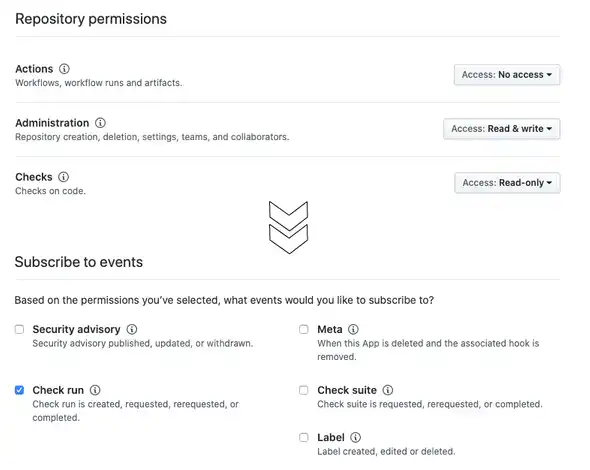 Repository permissions
Actions
Workflows, workflow runs and artifacts.
Access: No access
Administration
Repository creation, deletion, settings, teams, and collaborators.
Access: Read & write
Checks
Checks on code.
Access: Read-only
Subscribe to events
Based on the permissions you've selected, what events would you like to subscribe to?
Security advisory
Security advisory published, updated, or withdrawn.
Meta
When this App is deleted and the associated hook is
removed.
Check run
Check run is created, requested, rerequested, or
completed.
Check suite
Check suite is requested, rerequested, or completed.
Label
Label created, edited or deleted.